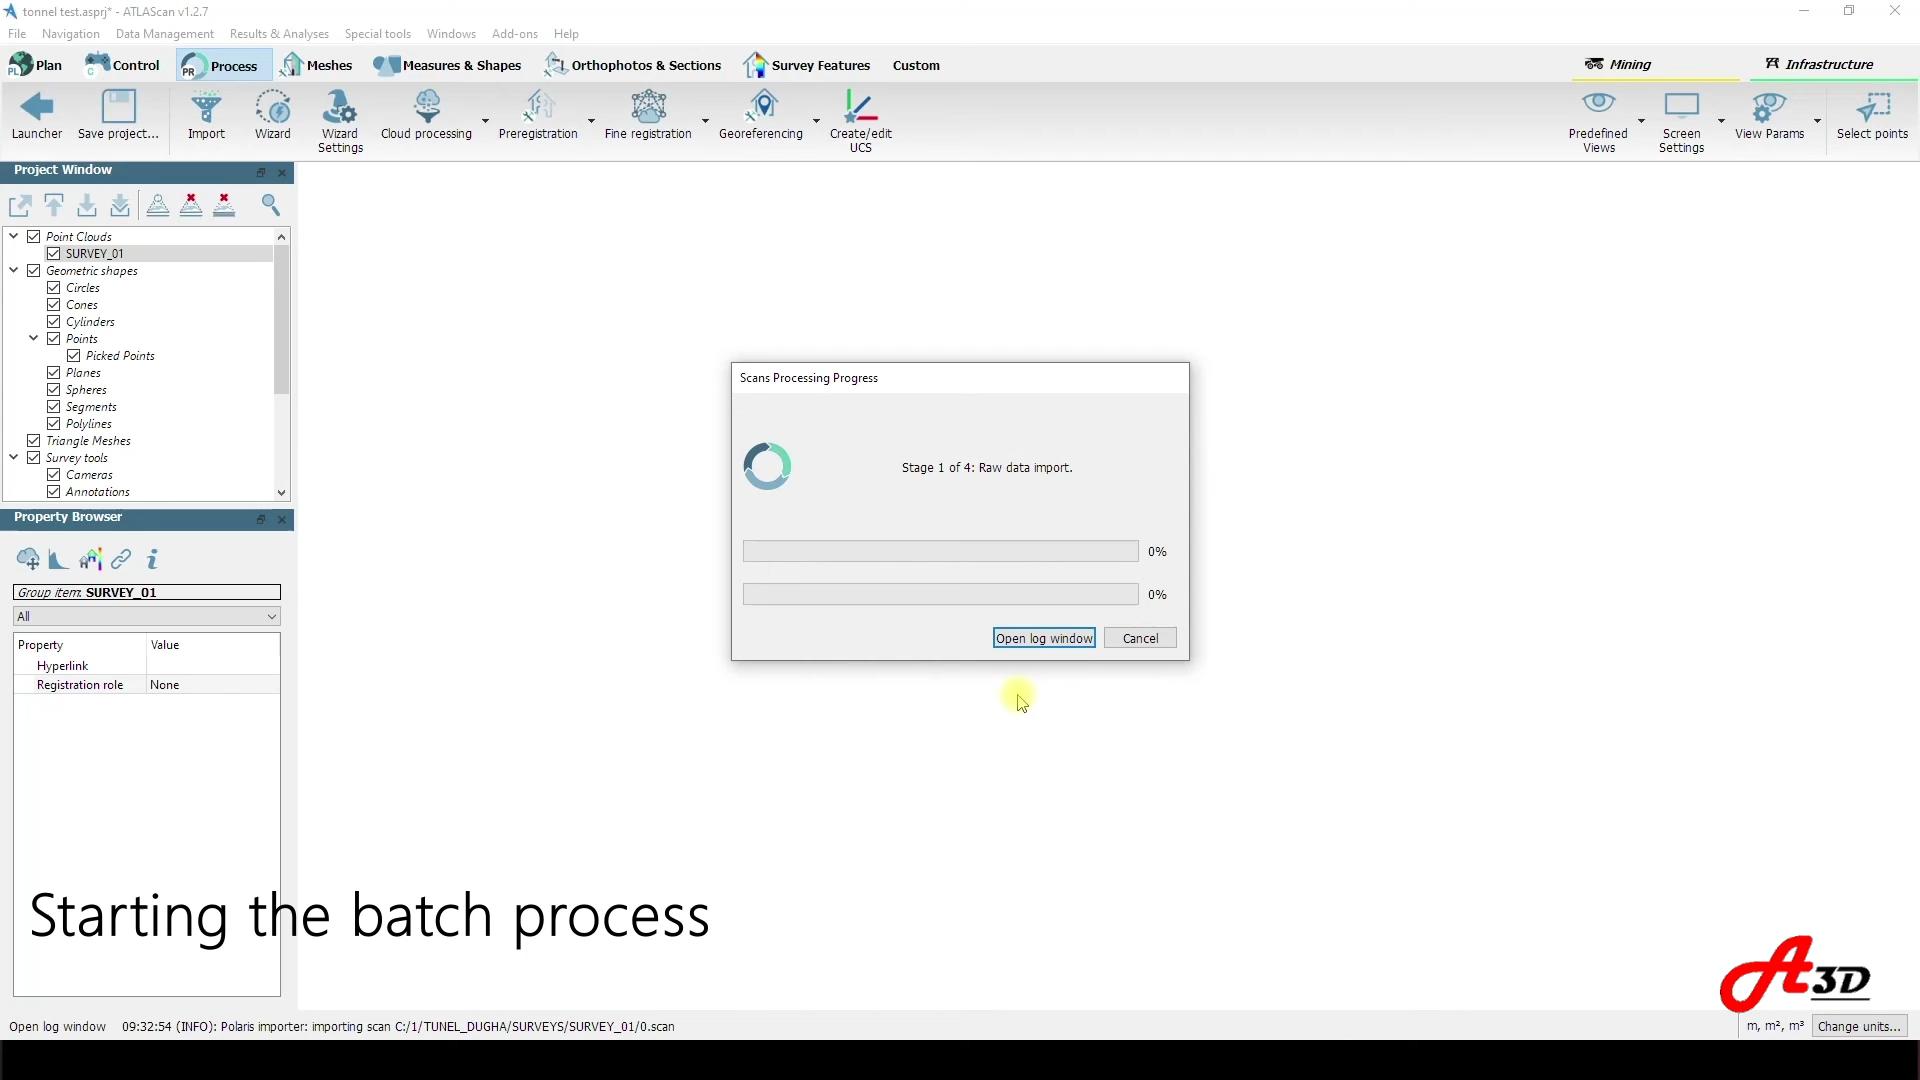 tonnel test.asprj* - ATLAScan v1.2.7
File Navigation Data Management Results & Analyses Special tools Windows Add-ons Help
PL Plan C Control PR Process Meshes Measures & Shapes Orthophotos & Sections Survey Features Custom Mining Infrastructure
Launcher Save project... Import Wizard Wizard Settings Cloud processing Preregistration Fine registration Georeferencing Create/edit UCS Predefined Views Screen Settings View Params Select points
Project Window
Point Clouds
SURVEY_01
Geometric shapes
Circles
Cones
Cylinders
Points
Picked Points
Planes
Spheres
Segments
Polylines
Triangle Meshes
Survey tools
Cameras
Annotations
Scans Processing Progress
Stage 1 of 4: Raw data import.
0%
0%
Open log window Cancel
Property Browser
Group item: SURVEY_01
All
Property Value
Hyperlink
Registration role None
Starting the batch process
A3D
Open log window 09:32:54 (INFO): Polaris importer: importing scan C:/1/TUNEL_DUGHA/SURVEYS/SURVEY_01/0.scan
m, m², m³ Change units...